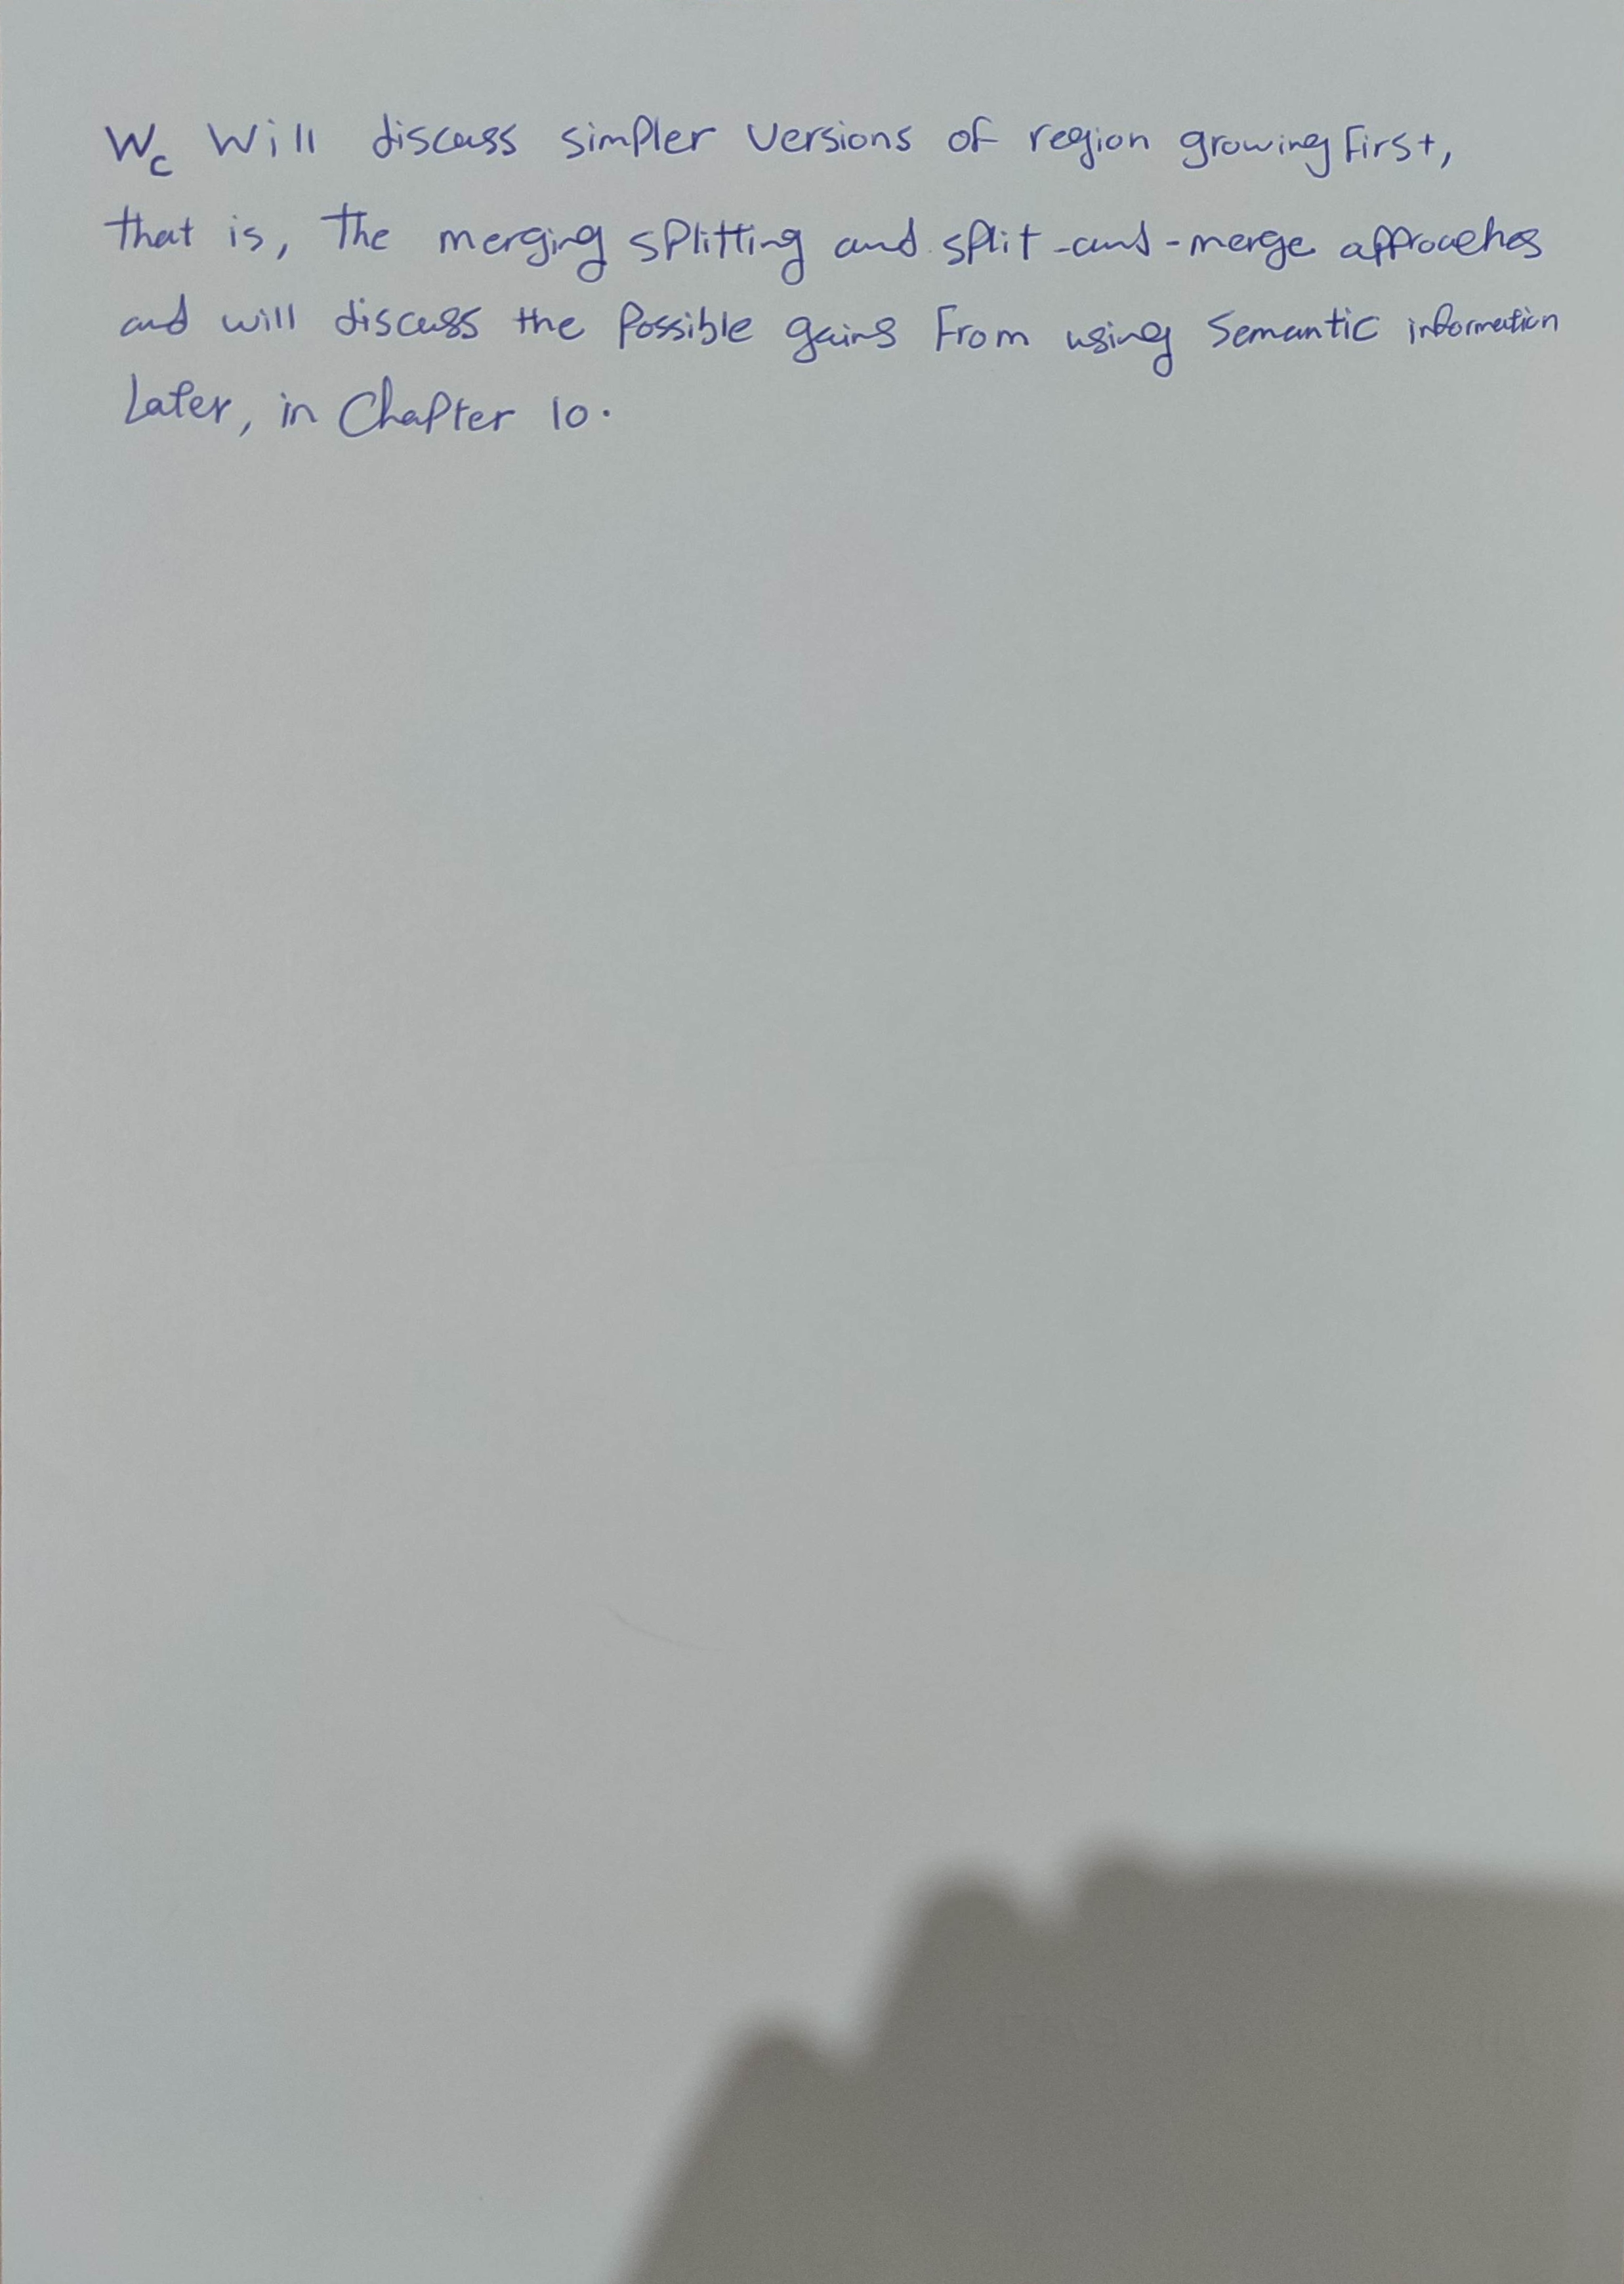 We will discuss simpler versions of region growing first,
that is, the merging splitting and split-and-merge approaches
and will discuss the possible gains from using semantic information
Later, in Chapter 10.